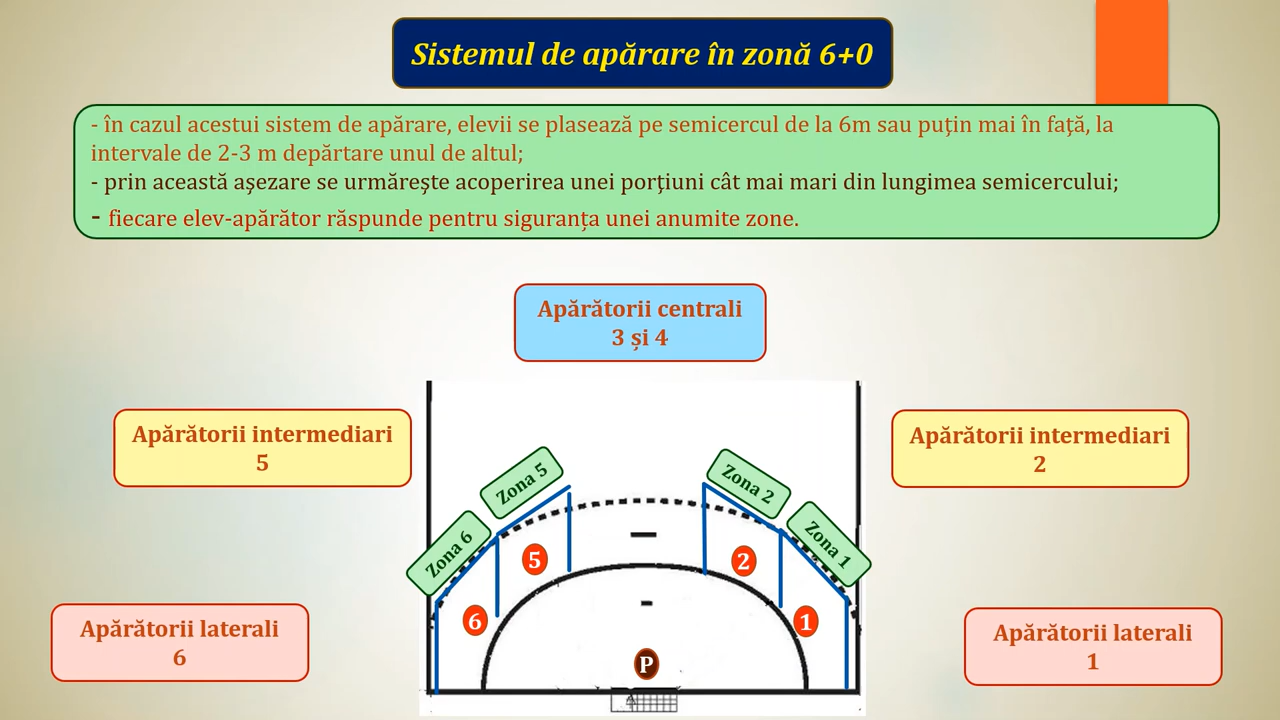 Sistemul de apărare în zonă 6+0
- în cazul acestui sistem de apărare, elevii se plasează pe semicercul de la 6m sau puțin mai în față, la
intervale de 2-3 m depărtare unul de altul;
- prin această așezare se urmărește acoperirea unei porțiuni cât mai mari din lungimea semicercului;
- fiecare elev-apărător răspunde pentru siguranța unei anumite zone.
Apărătorii centrali
3 și 4
Apărătorii intermediari
5
Apărătorii intermediari
2
Zona 5
Zona 2
Zona 6
Zona 1
5
2
6
1
Apărătorii laterali
6
Apărătorii laterali
1
P